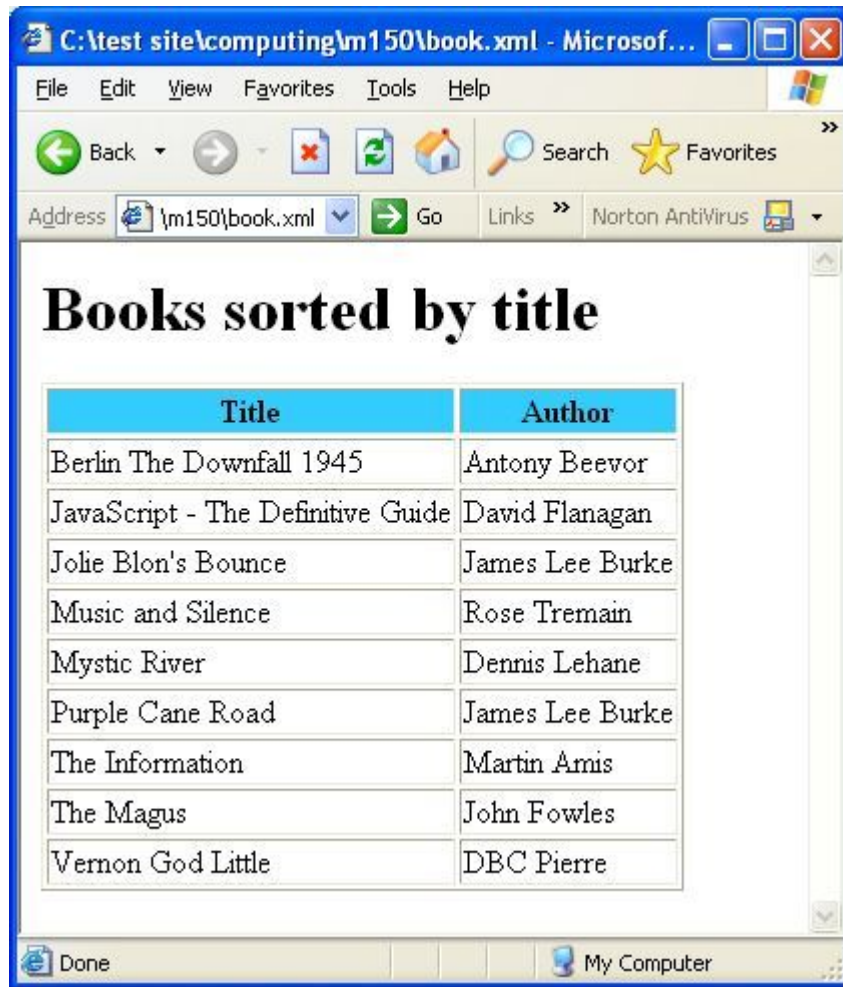 C:\test site\computing\m150\book.xml - Microsof...
File Edit View Favorites Tools Help
Back Search Favorites »
Address \m150\book.xml Go Links » Norton AntiVirus
Books sorted by title
Title Author
Berlin The Downfall 1945 Antony Beevor
JavaScript - The Definitive Guide David Flanagan
Jolie Blon's Bounce James Lee Burke
Music and Silence Rose Tremain
Mystic River Dennis Lehane
Purple Cane Road James Lee Burke
The Information Martin Amis
The Magus John Fowles
Vernon God Little DBC Pierre
Done My Computer